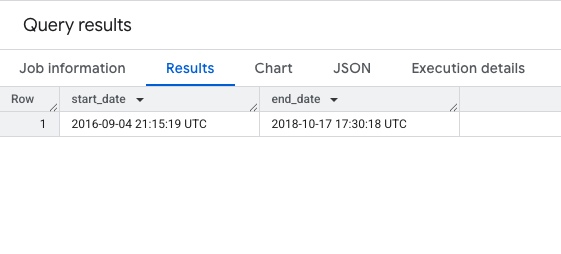 Query results
Job information Results Chart JSON Execution details
Row start_date end_date
1 2016-09-04 21:15:19 UTC 2018-10-17 17:30:18 UTC